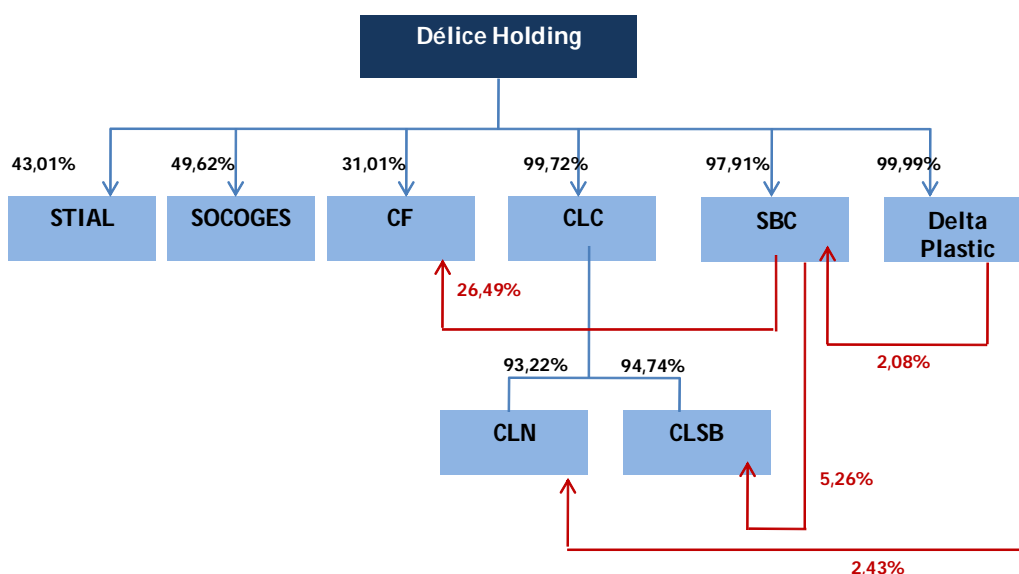 Délice Holding
43,01%
49,62%
31,01%
99,72%
97,91%
99,99%
STIAL
SOCOGES
CF
CLC
SBC
Delta
Plastic
26,49%
2,08%
93,22%
94,74%
CLN
CLSB
5,26%
2,43%